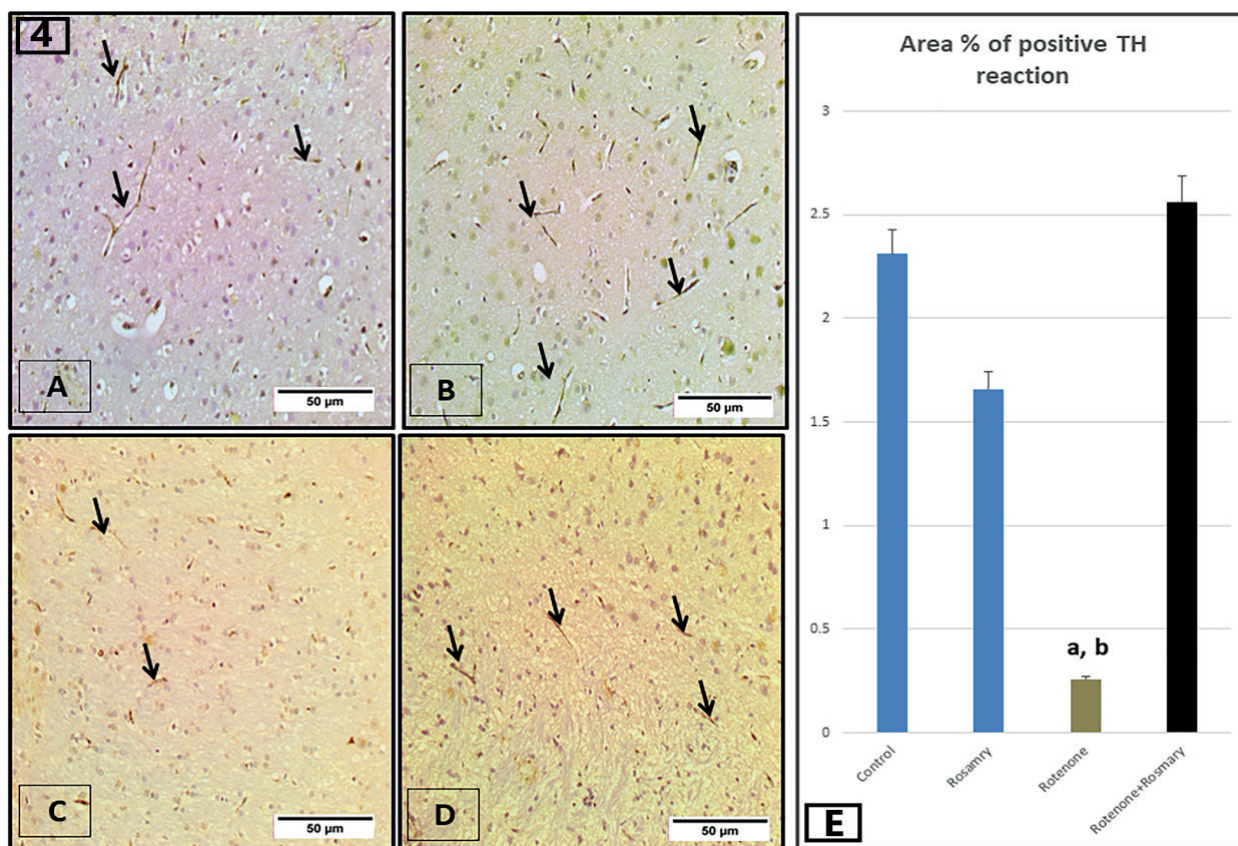 4
A
50 µm
B
50 µm
C
50 µm
D
50 µm
Area % of positive TH
reaction
3
2.5
2
1.5
1
0.5
0
a, b
Control
Rosamry
Rotenone
Rotenone+Rosmary
E